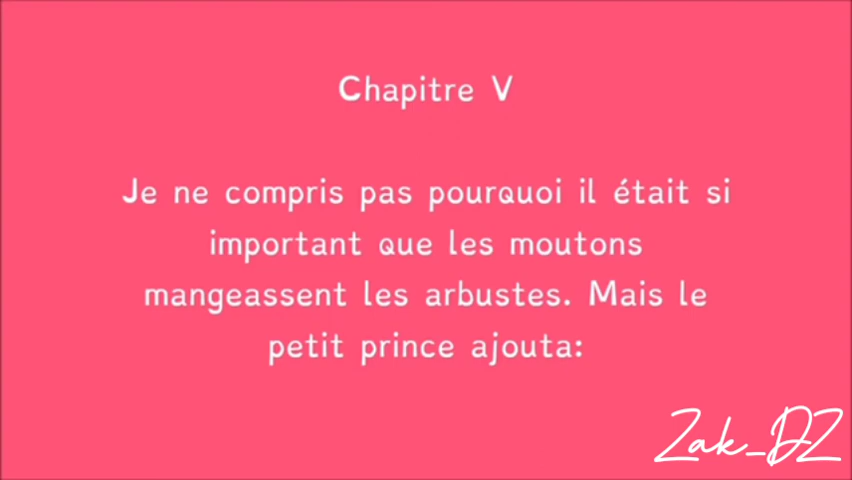 Chapitre V
Je ne compris pas pourquoi il était si
important que les moutons
mangeassent les arbustes. Mais le
petit prince ajouta:
Zak_DZ